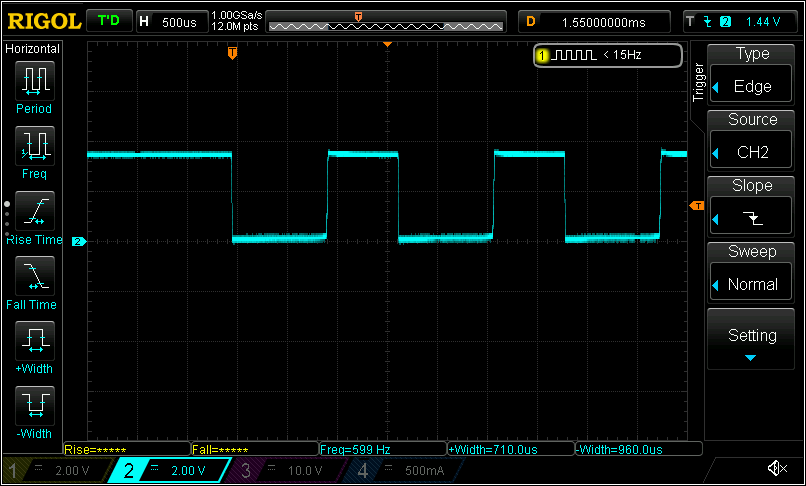 RIGOL T'D H 500us 1.00GSa/s 12.0M pts D 1.55000000ms T 2 1.44 V
Horizontal
T
1 < 15Hz
Period
Freq
Rise Time
Fall Time
+Width
-Width
2
T
Trigger
Type
Edge
Source
CH2
Slope
Sweep
Normal
Setting
Rise=***** Fall=***** Freq=599 Hz +Width=710.0us -Width=960.0us
1 2.00 V 2 2.00 V 3 10.0 V 4 500mA